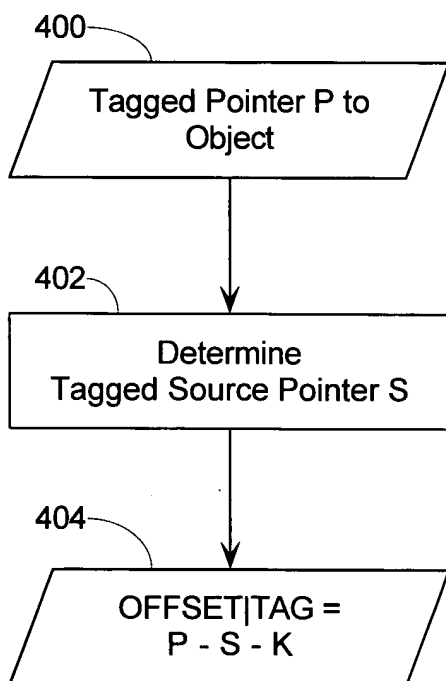 400
Tagged Pointer P to
Object
402
Determine
Tagged Source Pointer S
404
OFFSET|TAG =
P - S - K